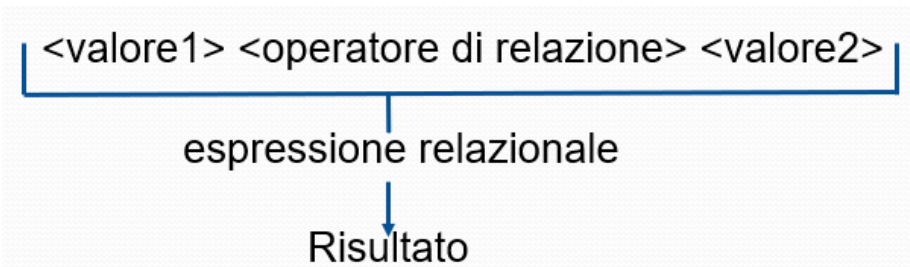 <valore1> <operatore di relazione> <valore2>
espressione relazionale
Risultato